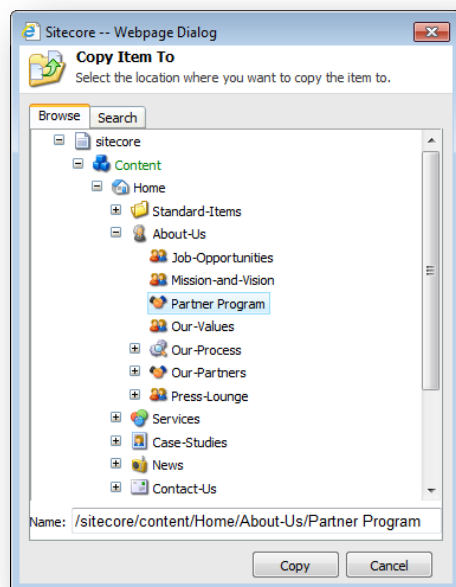 Sitecore -- Webpage Dialog
Copy Item To
Select the location where you want to copy the item to.
Browse
Search
sitecore
Content
Home
Standard-Items
About-Us
Job-Opportunities
Mission-and-Vision
Partner Program
Our-Values
Our-Process
Our-Partners
Press-Lounge
Services
Case-Studies
News
Contact-Us
Name: /sitecore/content/Home/About-Us/Partner Program
Copy
Cancel